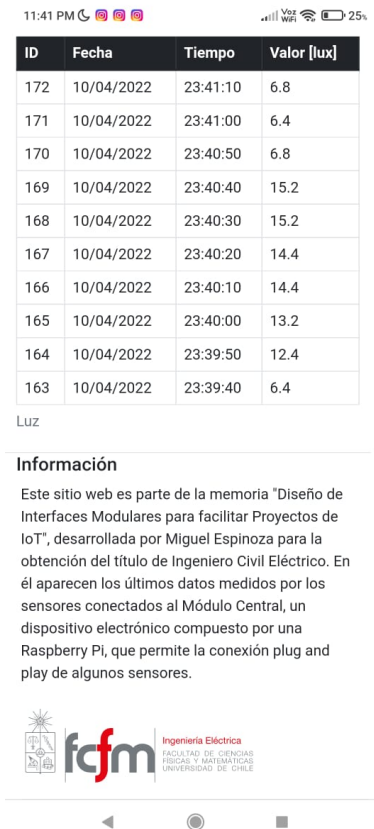 11:41 PM Voz WiFi 25%
ID Fecha Tiempo Valor [lux]
172 10/04/2022 23:41:10 6.8
171 10/04/2022 23:41:00 6.4
170 10/04/2022 23:40:50 6.8
169 10/04/2022 23:40:40 15.2
168 10/04/2022 23:40:30 15.2
167 10/04/2022 23:40:20 14.4
166 10/04/2022 23:40:10 14.4
165 10/04/2022 23:40:00 13.2
164 10/04/2022 23:39:50 12.4
163 10/04/2022 23:39:40 6.4
Luz
Información
Este sitio web es parte de la memoria "Diseño de
Interfaces Modulares para facilitar Proyectos de
IoT", desarrollada por Miguel Espinoza para la
obtención del título de Ingeniero Civil Eléctrico. En
él aparecen los últimos datos medidos por los
sensores conectados al Módulo Central, un
dispositivo electrónico compuesto por una
Raspberry Pi, que permite la conexión plug and
play de algunos sensores.
fcfm
Ingeniería Eléctrica
FACULTAD DE CIENCIAS
FÍSICAS Y MATEMÁTICAS
UNIVERSIDAD DE CHILE